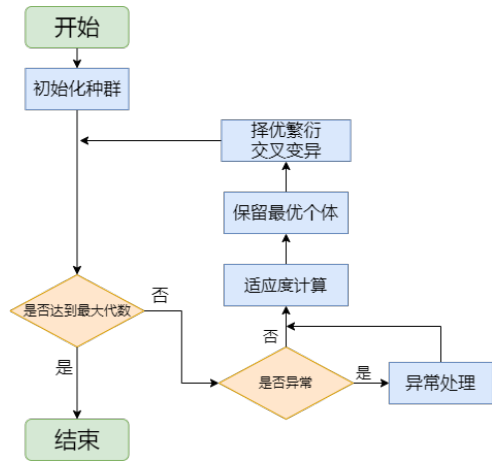 开始
初始化种群
择优繁衍
交叉变异
保留最优个体
适应度计算
是否达到最大代数
否
是否异常
否
是
异常处理
是
结束